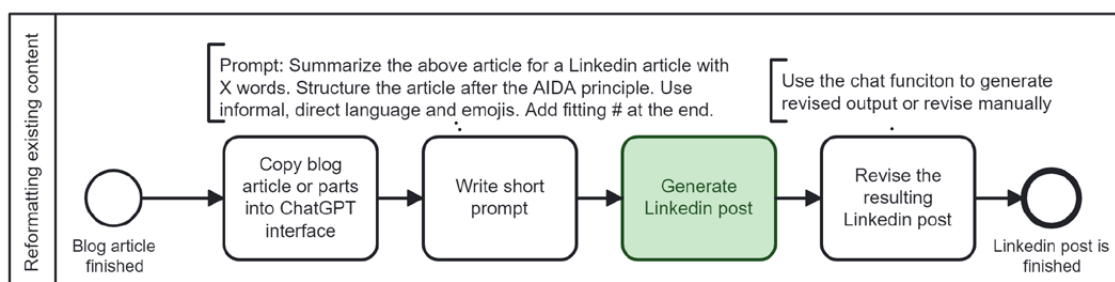 Reformatting existing content
Prompt: Summarize the above article for a Linkedin article with
X words. Structure the article after the AIDA principle. Use
informal, direct language and emojis. Add fitting # at the end.
Use the chat funciton to generate
revised output or revise manually
Blog article
finished
Copy blog
article or parts
into ChatGPT
interface
Write short
prompt
Generate
Linkedin post
Revise the
resulting
Linkedin post
Linkedin post is
finished